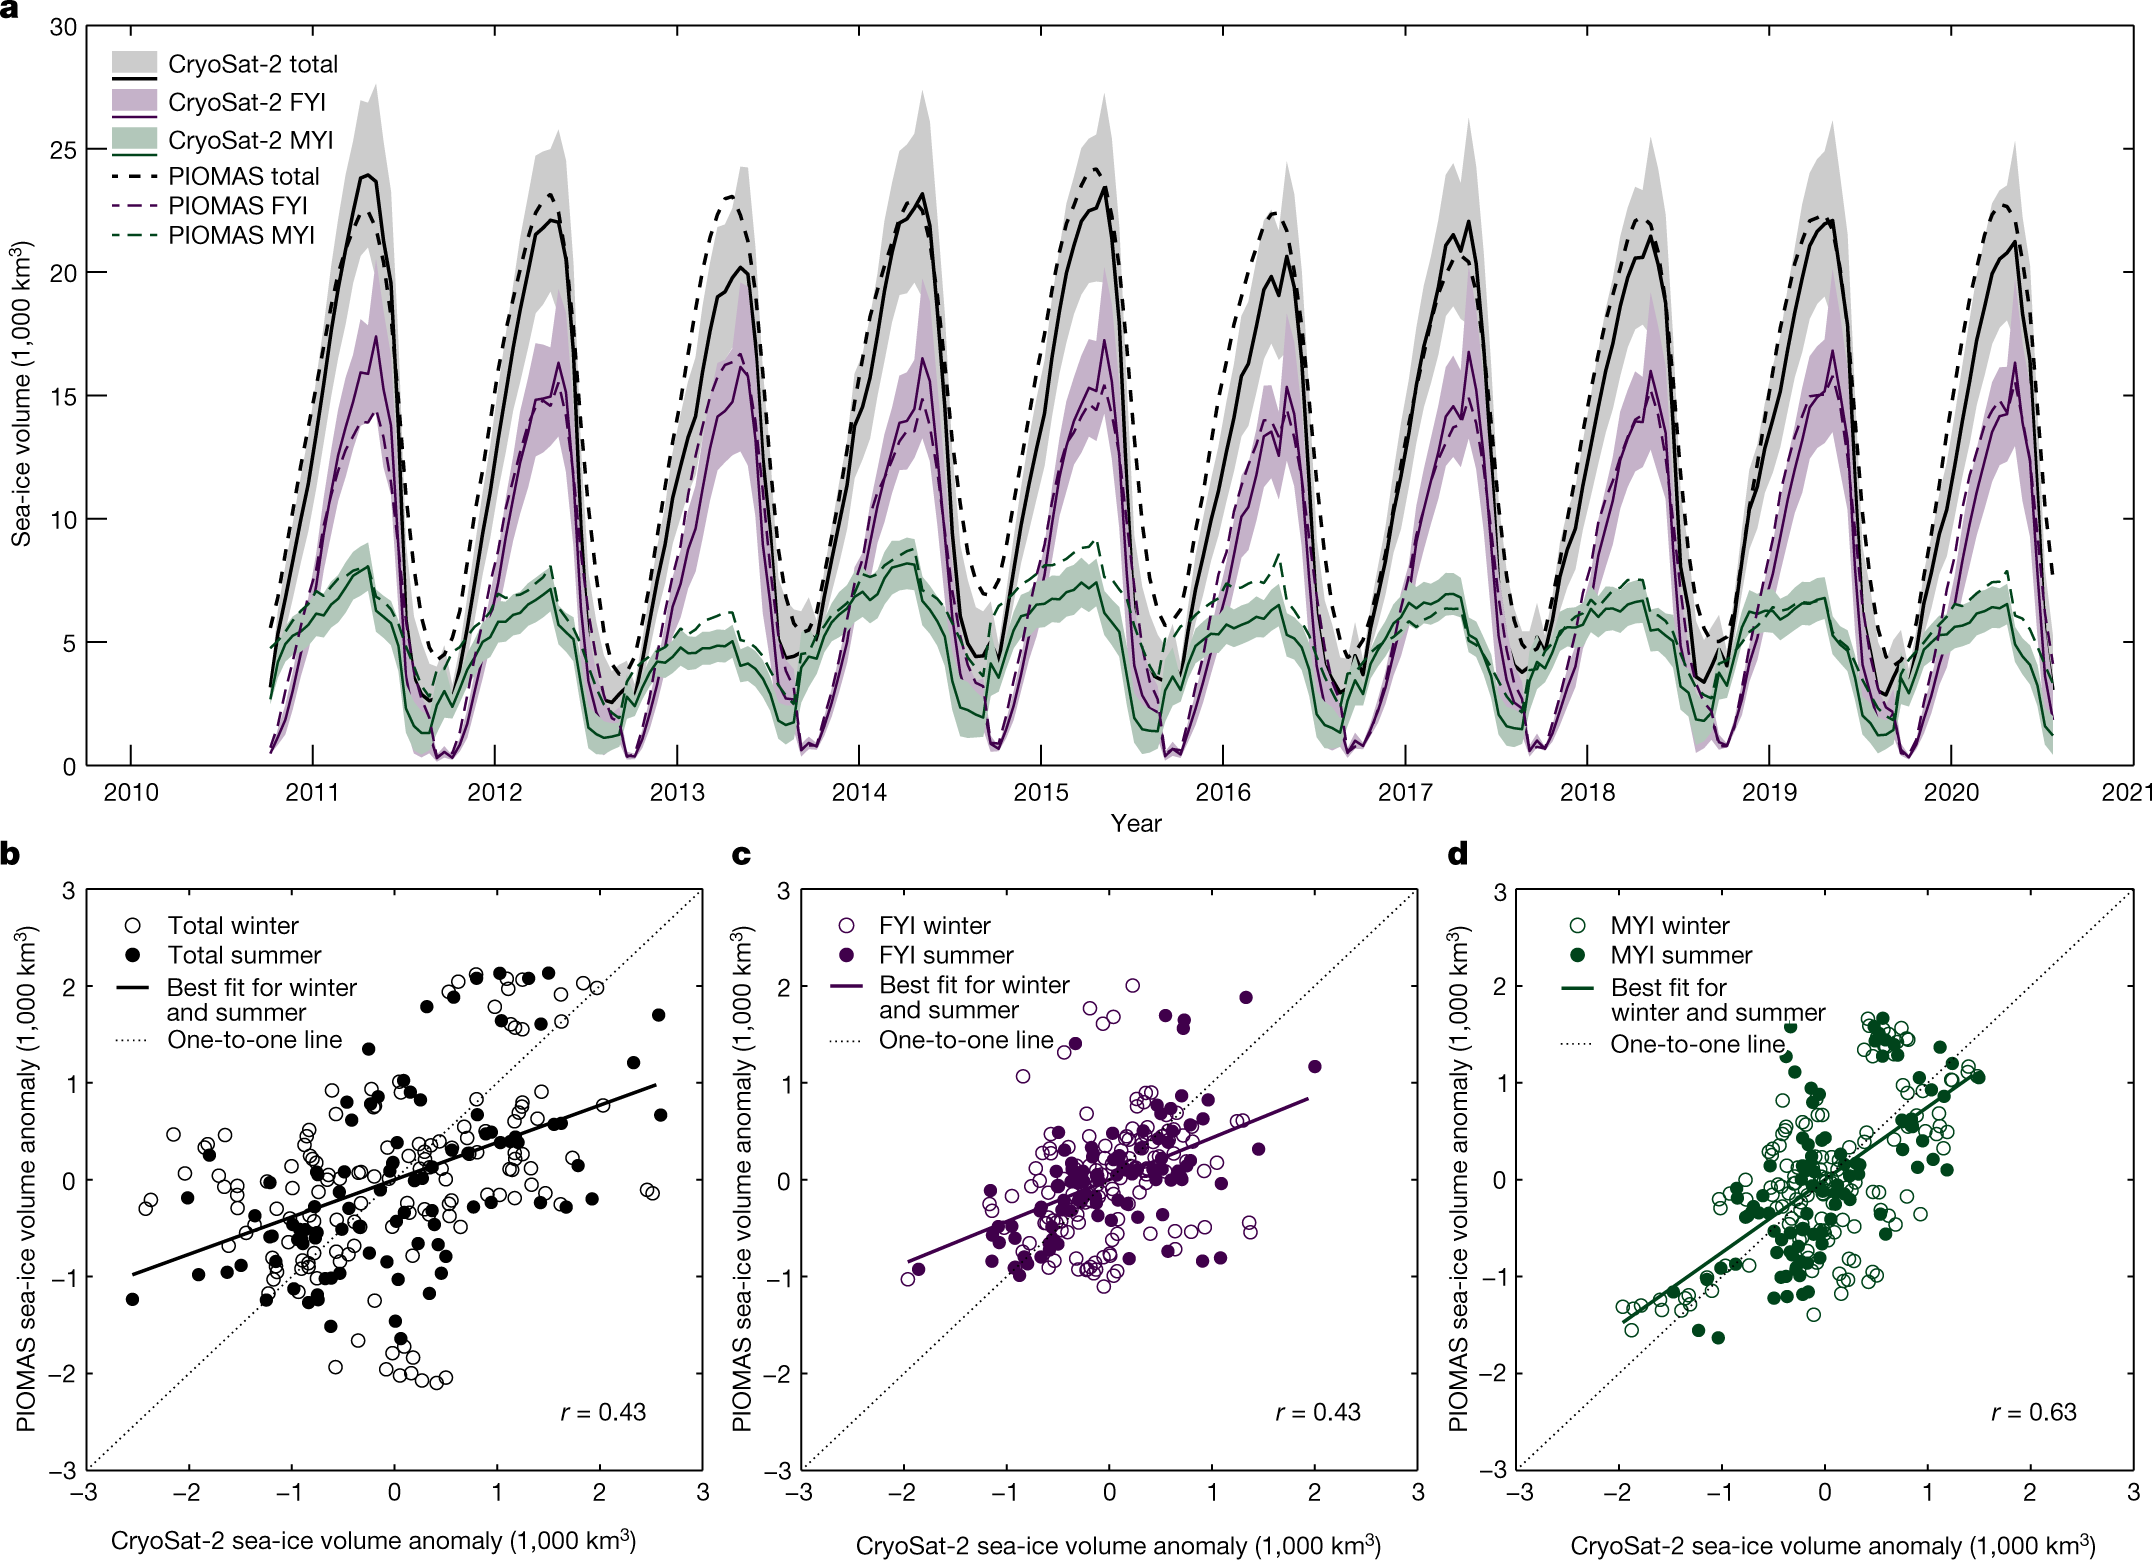 a
30
25
20
15
10
5
0
Sea-ice volume (1,000 km³)
CryoSat-2 total
CryoSat-2 FYI
CryoSat-2 MYI
PIOMAS total
PIOMAS FYI
PIOMAS MYI
2010 2011 2012 2013 2014 2015 2016 2017 2018 2019 2020 2021
Year
b
3
2
1
0
−1
−2
−3
PIOMAS sea-ice volume anomaly (1,000 km³)
Total winter
Total summer
Best fit for winter
and summer
One-to-one line
r = 0.43
−3 −2 −1 0 1 2 3
CryoSat-2 sea-ice volume anomaly (1,000 km³)
c
3
2
1
0
−1
−2
−3
PIOMAS sea-ice volume anomaly (1,000 km³)
FYI winter
FYI summer
Best fit for winter
and summer
One-to-one line
r = 0.43
−3 −2 −1 0 1 2 3
CryoSat-2 sea-ice volume anomaly (1,000 km³)
d
3
2
1
0
−1
−2
−3
PIOMAS sea-ice volume anomaly (1,000 km³)
MYI winter
MYI summer
Best fit for
winter and summer
One-to-one line
r = 0.63
−3 −2 −1 0 1 2 3
CryoSat-2 sea-ice volume anomaly (1,000 km³)